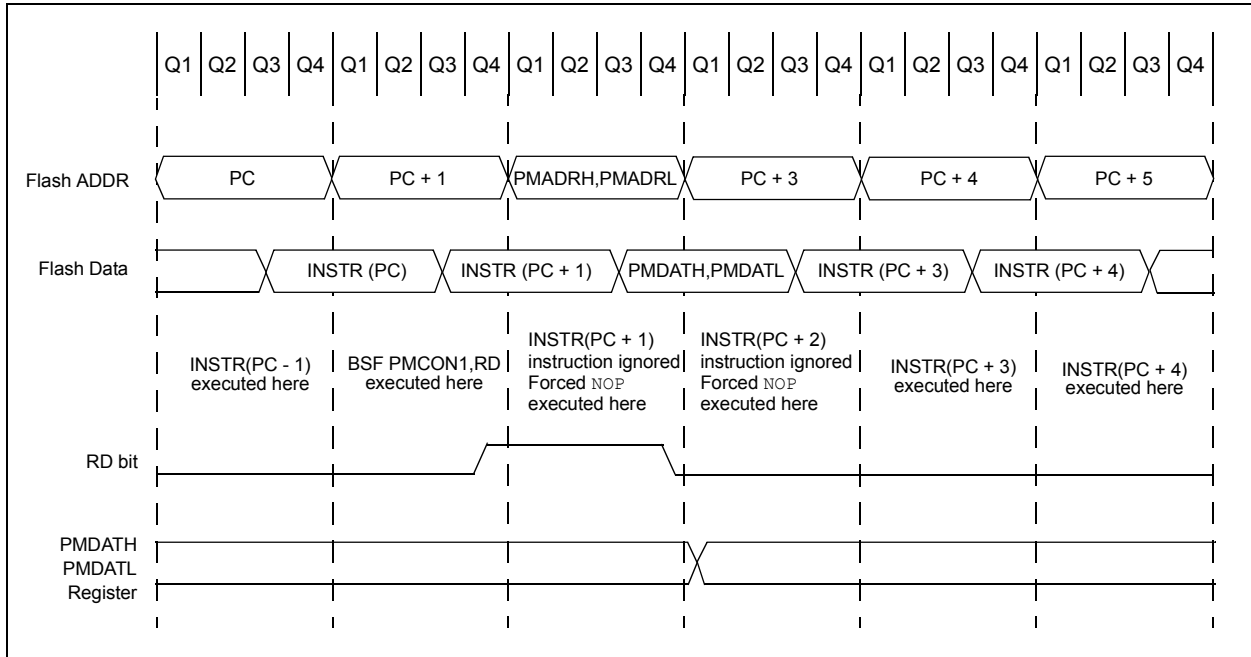 Q1 Q2 Q3 Q4 Q1 Q2 Q3 Q4 Q1 Q2 Q3 Q4 Q1 Q2 Q3 Q4 Q1 Q2 Q3 Q4 Q1 Q2 Q3 Q4
Flash ADDR PC PC + 1 PMADRH,PMADRL PC + 3 PC + 4 PC + 5
Flash Data INSTR (PC) INSTR (PC + 1) PMDATH,PMDATL INSTR (PC + 3) INSTR (PC + 4)
INSTR(PC - 1)
executed here
BSF PMCON1,RD
executed here
INSTR(PC + 1)
instruction ignored
Forced NOP
executed here
INSTR(PC + 2)
instruction ignored
Forced NOP
executed here
INSTR(PC + 3)
executed here
INSTR(PC + 4)
executed here
RD bit
PMDATH
PMDATL
Register